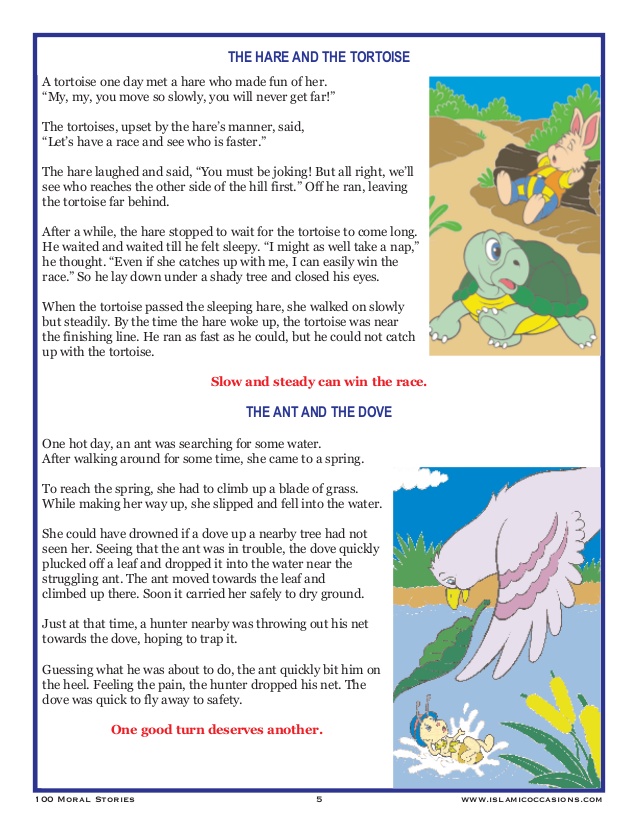 THE HARE AND THE TORTOISE
A tortoise one day met a hare who made fun of her.
“My, my, you move so slowly, you will never get far!”
The tortoises, upset by the hare’s manner, said,
“Let’s have a race and see who is faster.”
The hare laughed and said, “You must be joking! But all right, we’ll
see who reaches the other side of the hill first.” Off he ran, leaving
the tortoise far behind.
After a while, the hare stopped to wait for the tortoise to come long.
He waited and waited till he felt sleepy. “I might as well take a nap,”
he thought. “Even if she catches up with me, I can easily win the
race.” So he lay down under a shady tree and closed his eyes.
When the tortoise passed the sleeping hare, she walked on slowly
but steadily. By the time the hare woke up, the tortoise was near
the finishing line. He ran as fast as he could, but he could not catch
up with the tortoise.
Slow and steady can win the race.
THE ANT AND THE DOVE
One hot day, an ant was searching for some water.
After walking around for some time, she came to a spring.
To reach the spring, she had to climb up a blade of grass.
While making her way up, she slipped and fell into the water.
She could have drowned if a dove up a nearby tree had not
seen her. Seeing that the ant was in trouble, the dove quickly
plucked off a leaf and dropped it into the water near the
struggling ant. The ant moved towards the leaf and
climbed up there. Soon it carried her safely to dry ground.
Just at that time, a hunter nearby was throwing out his net
towards the dove, hoping to trap it.
Guessing what he was about to do, the ant quickly bit him on
the heel. Feeling the pain, the hunter dropped his net. The
dove was quick to fly away to safety.
One good turn deserves another.
100 Moral Stories 5 www.islamicoccasions.com